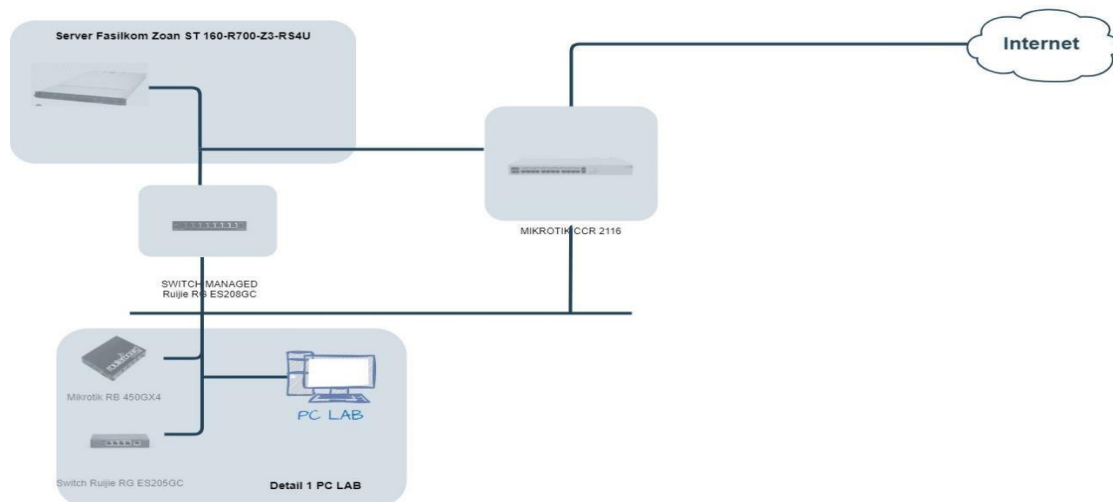 Server Fasilkom Zoan ST 160-R700-Z3-RS4U
Internet
MIKROTIK CCR 2116
SWITCH MANAGED
Ruijie RG ES208GC
Mikrotik RB 450GX4
PC LAB
Switch Ruijie RG ES205GC
Detail 1 PC LAB